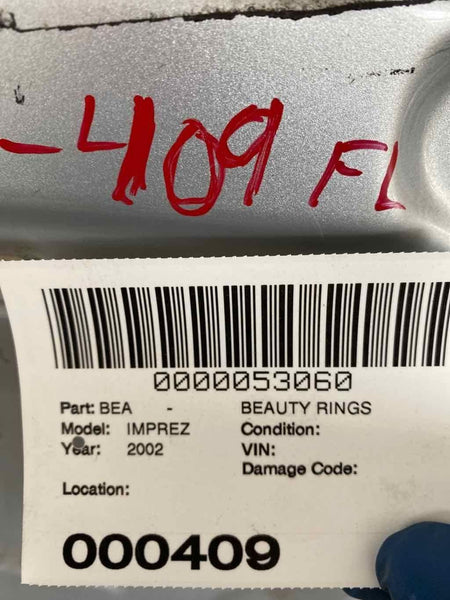 -409 FL
0000053060
Part: BEA - BEAUTY RINGS
Model: IMPREZ Condition:
Year: 2002 VIN:
Damage Code:
Location:
000409